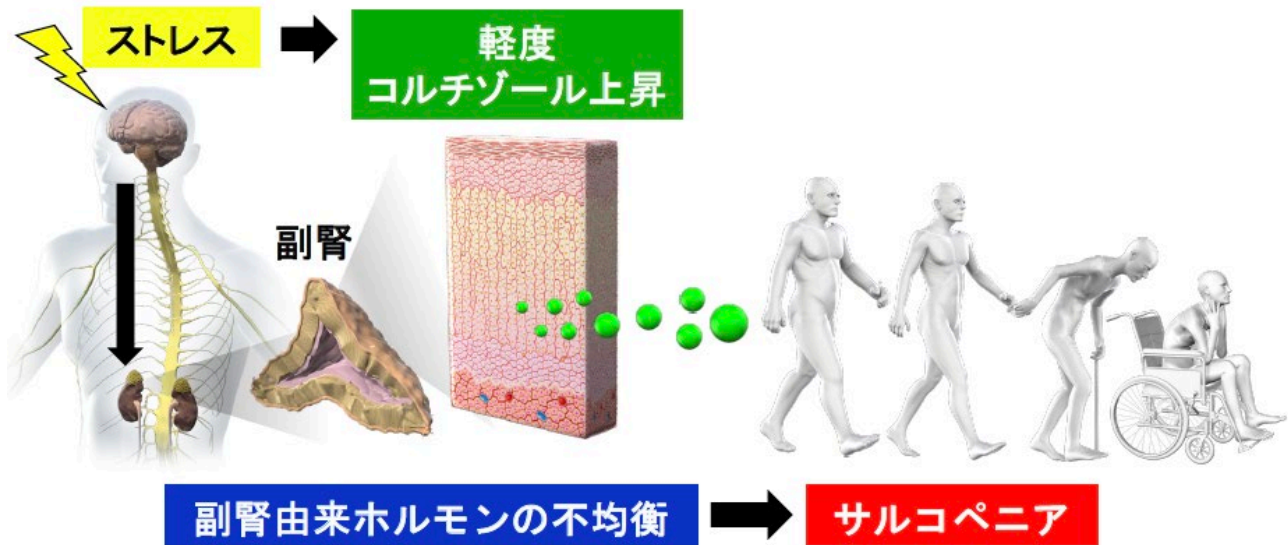 ストレス
軽度
コルチゾール上昇
副腎
副腎由来ホルモンの不均衡
サルコペニア